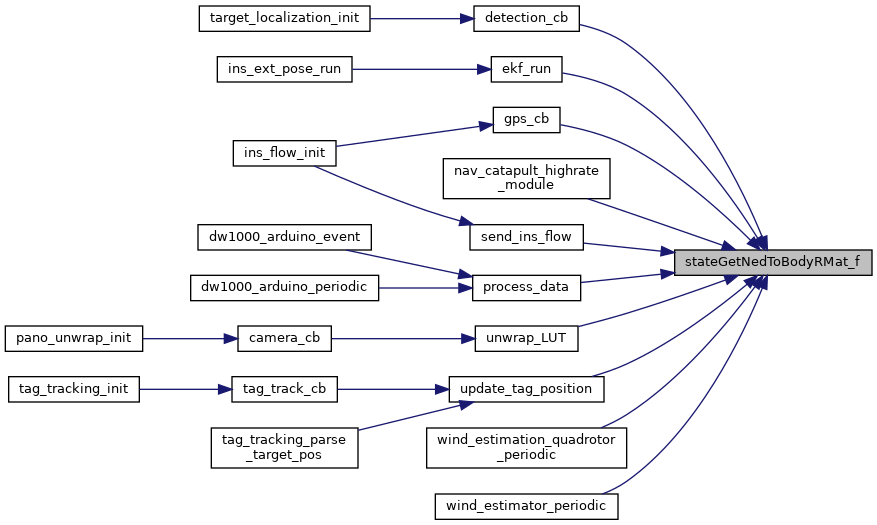 target_localization_init
detection_cb
ins_ext_pose_run
ekf_run
gps_cb
ins_flow_init
nav_catapult_highrate
_module
send_ins_flow
dw1000_arduino_event
stateGetNedToBodyRMat_f
dw1000_arduino_periodic
process_data
pano_unwrap_init
camera_cb
unwrap_LUT
tag_tracking_init
tag_track_cb
update_tag_position
tag_tracking_parse
_target_pos
wind_estimation_quadrotor
_periodic
wind_estimator_periodic